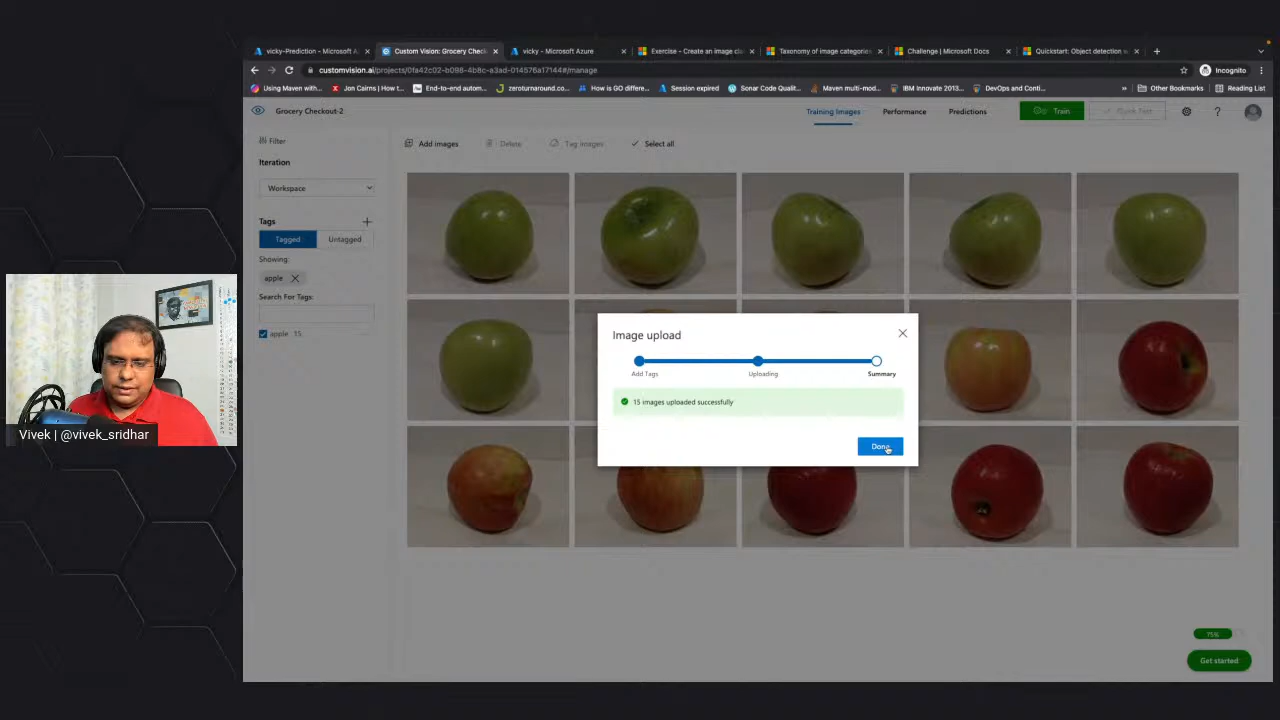 vicky-Prediction - Microsoft A
Custom Vision: Grocery Check
vicky - Microsoft Azure
Exercise - Create an image cla
Taxonomy of image categories
Challenge | Microsoft Docs
Quickstart: Object detection w
customvision.ai/projects/0fa42c02-b098-4b8c-a3ad-014576a17144#/manage
Incognito
Using Maven with...
Jon Cairns | How t...
End-to-end autom...
zeroturnaround.co...
How is GO differe...
Session expired
Sonar Code Qualit...
Maven multi-mod...
IBM Innovate 2013...
DevOps and Conti...
Other Bookmarks
Reading List
Grocery Checkout-2
Training Images
Performance
Predictions
Train
Quick Test
Filter
Add images
Delete
Tag images
Select all
Iteration
Workspace
Tags
Tagged
Untagged
Showing:
apple
Search For Tags:
apple 15
Image upload
Add Tags
Uploading
Summary
15 images uploaded successfully
Done
Vivek | @vivek_sridhar
75%
Get started